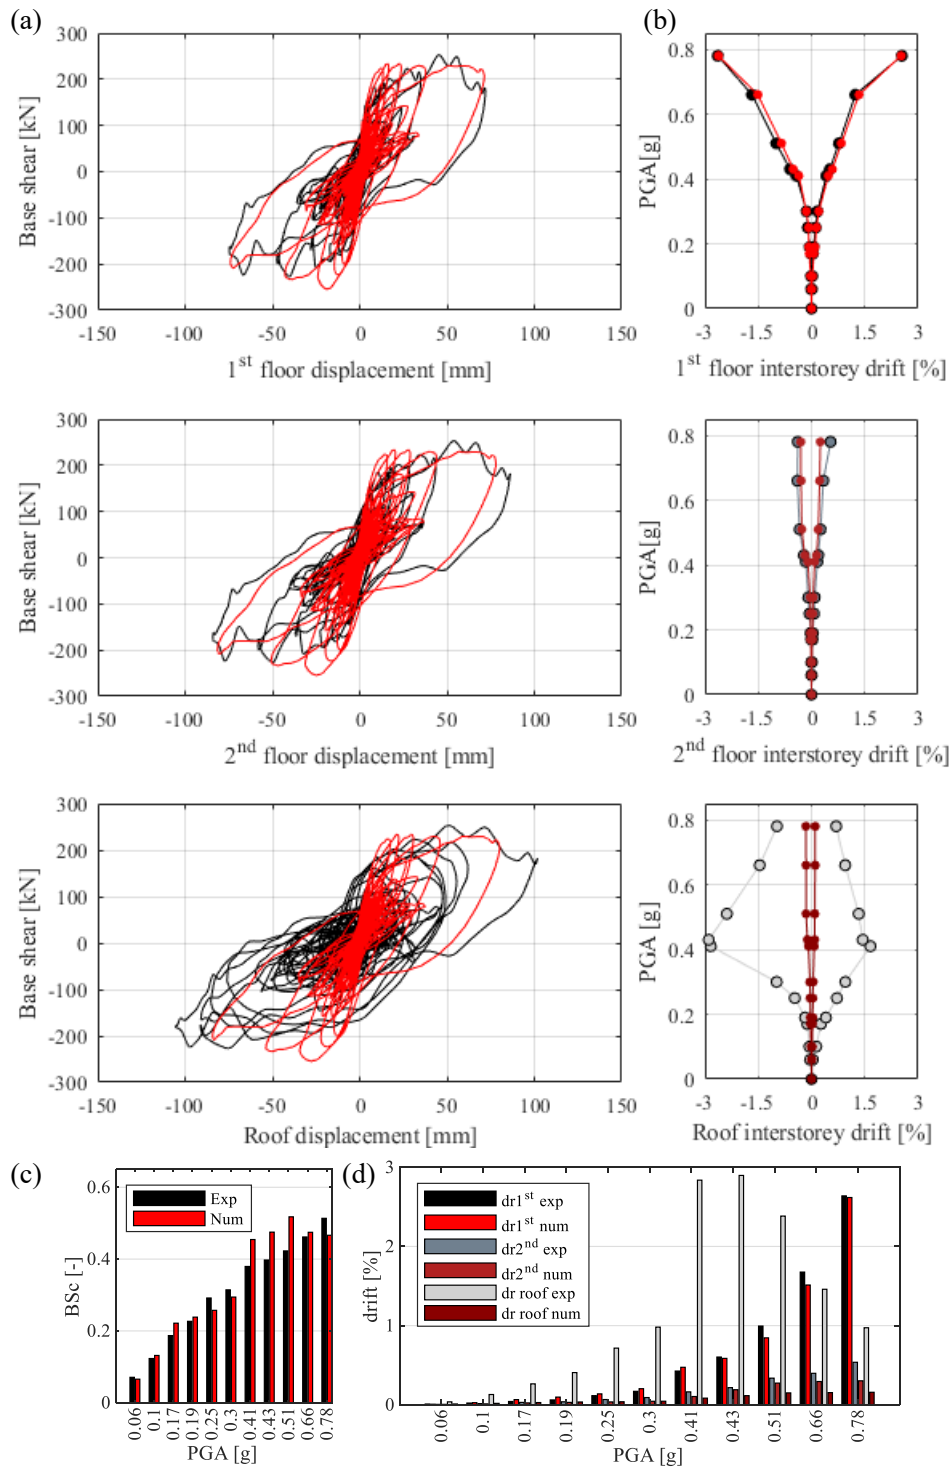 (a)
(b)
300
200
100
0
-100
-200
-300
Base shear [kN]
-150 -100 -50 0 50 100 150
1st floor displacement [mm]
0.8
0.6
0.4
0.2
0
PGA[g]
-3 -1.5 0 1.5 3
1st floor interstorey drift [%]
300
200
100
0
-100
-200
-300
Base shear [kN]
-150 -100 -50 0 50 100 150
2nd floor displacement [mm]
0.8
0.6
0.4
0.2
0
PGA[g]
-3 -1.5 0 1.5 3
2nd floor interstorey drift [%]
300
200
100
0
-100
-200
-300
Base shear [kN]
-150 -100 -50 0 50 100 150
Roof displacement [mm]
0.8
0.6
0.4
0.2
0
PGA [g]
-3 -1.5 0 1.5 3
Roof interstorey drift [%]
(c)
0.6
0.4
0.2
0
BSc [-]
Exp
Num
0.06 0.1 0.17 0.19 0.25 0.3 0.41 0.43 0.51 0.66 0.78
PGA [g]
(d)
3
2
1
0
drift [%]
dr1st exp
dr1st num
dr2nd exp
dr2nd num
dr roof exp
dr roof num
0.06 0.1 0.17 0.19 0.25 0.3 0.41 0.43 0.51 0.66 0.78
PGA [g]